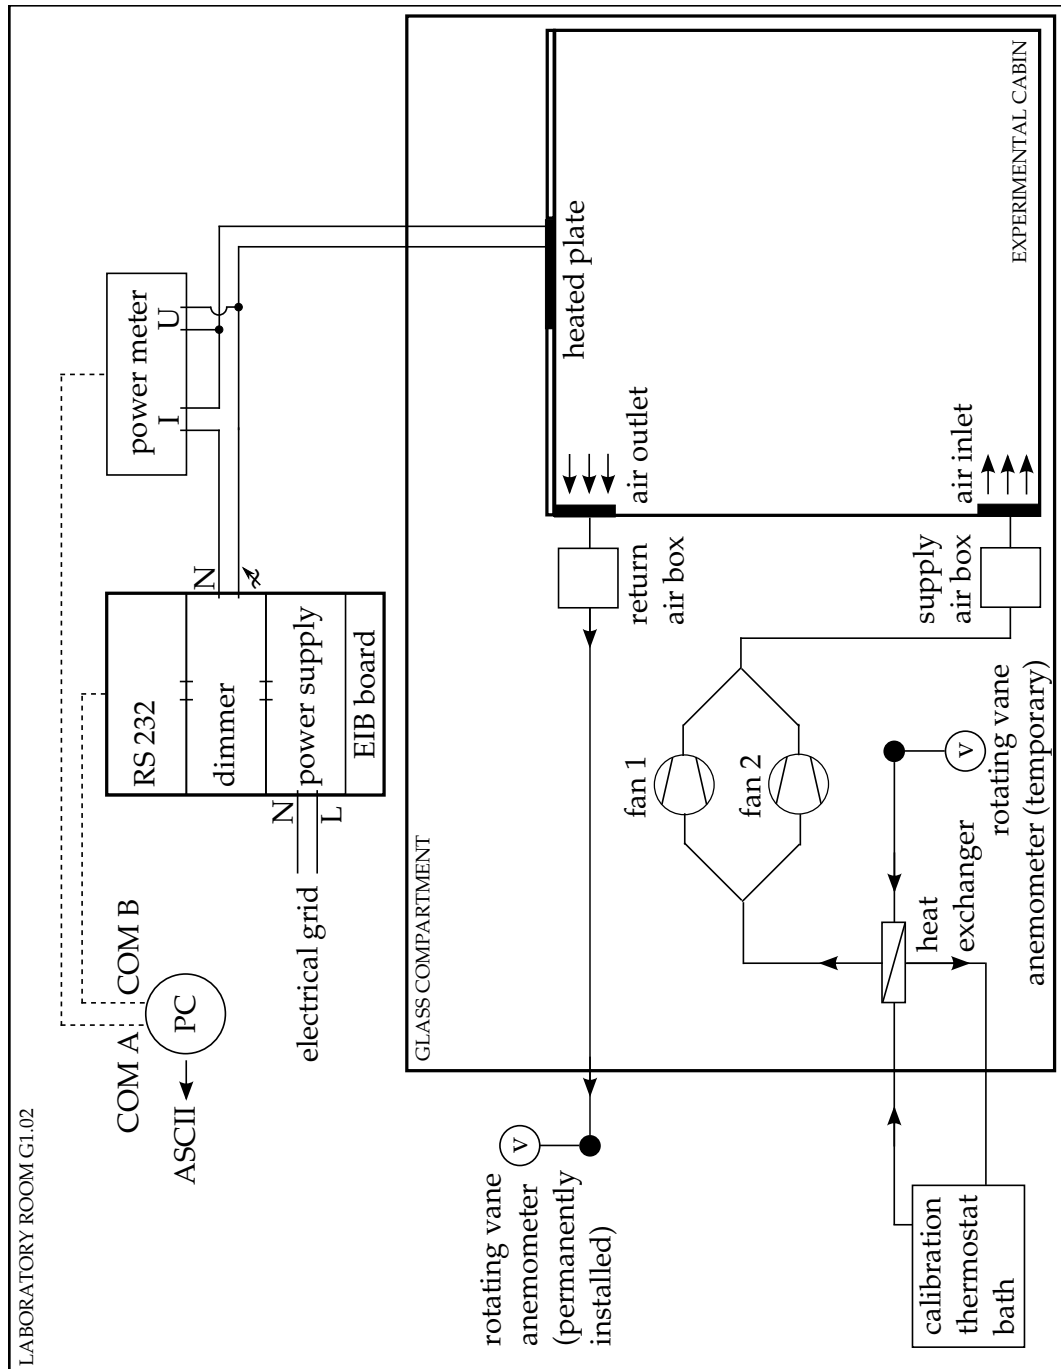 LABORATORY ROOM G1.02
COM A
COM B
PC
ASCII
RS 232
dimmer
power supply
EIB board
N
N
L
electrical grid
power meter
I
U
GLASS COMPARTMENT
EXPERIMENTAL CABIN
heated plate
air outlet
air inlet
return
air box
supply
air box
fan 1
fan 2
heat
exchanger
v
rotating vane
anemometer (temporary)
v
rotating vane
anemometer
(permanently
installed)
calibration
thermostat
bath